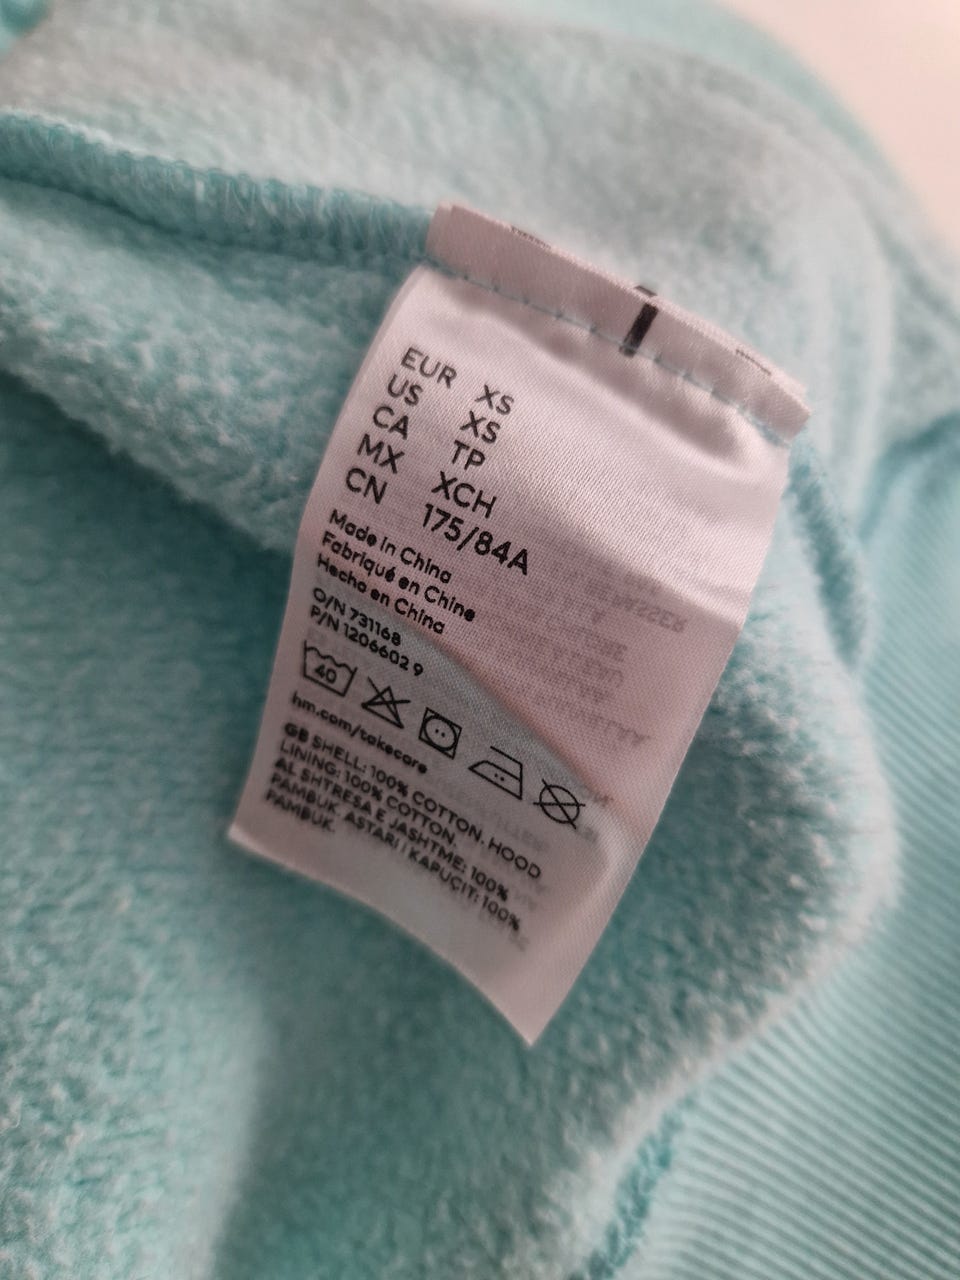 EUR XS
US XS
CA TP
MX XCH
CN 175/84A
Made in China
Fabriqué en Chine
Hecho en China
O/N 731168
P/N 1206602 9
40
hm.com/takecare
GB SHELL: 100% COTTON. HOOD
LINING: 100% COTTON.
AL SHTRESA E JASHTME: 100%
PAMBUK. ASTARI I KAPUÇIT: 100%
PAMBUK.